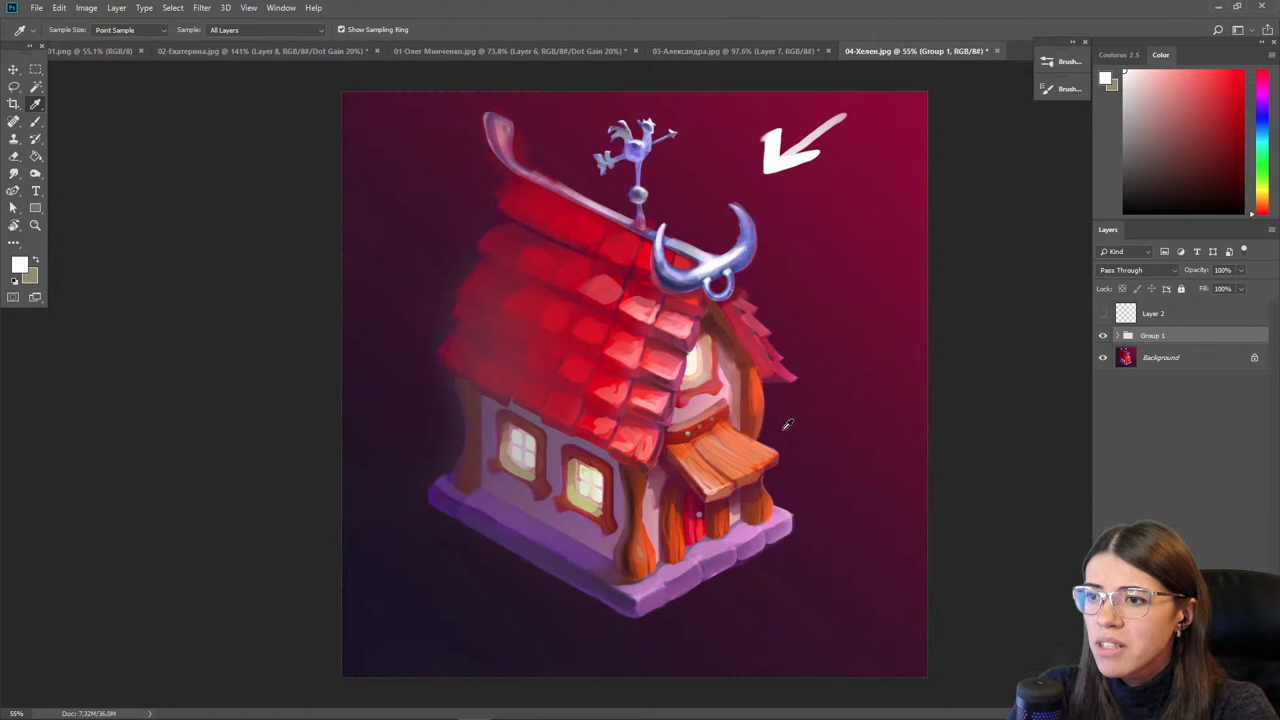 Ps File Edit Image Layer Type Select Filter 3D View Window Help
Sample Size: Point Sample Sample: All Layers Show Sampling Ring
01.png @ 55,1% (RGB/8) × 02-Екатерина.jpg @ 141% (Layer 8, RGB/8#, Dot Gain 20%) * × 01-Олег Минченко.jpg @ 73,8% (Layer 6, RGB/8#, Dot Gain 20%) * × 03-Александра.jpg @ 97,6% (Layer 7, RGB/8#) * × 04-Хелен.jpg @ 55% (Group 1, RGB/8#) * ×
Brush...
Brush...
Coolorus 2.5 Color
Layers
Kind
Pass Through Opacity: 100%
Lock: Fill: 100%
Layer 2
Group 1
Background
55% Doc: 7,32M/36,0M